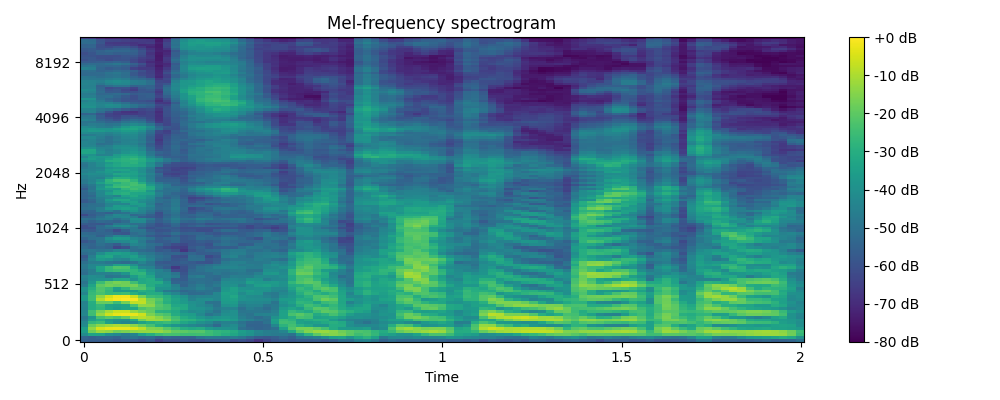 Mel-frequency spectrogram
Hz
8192
4096
2048
1024
512
0
0 0.5 1 1.5 2
Time
+0 dB
-10 dB
-20 dB
-30 dB
-40 dB
-50 dB
-60 dB
-70 dB
-80 dB